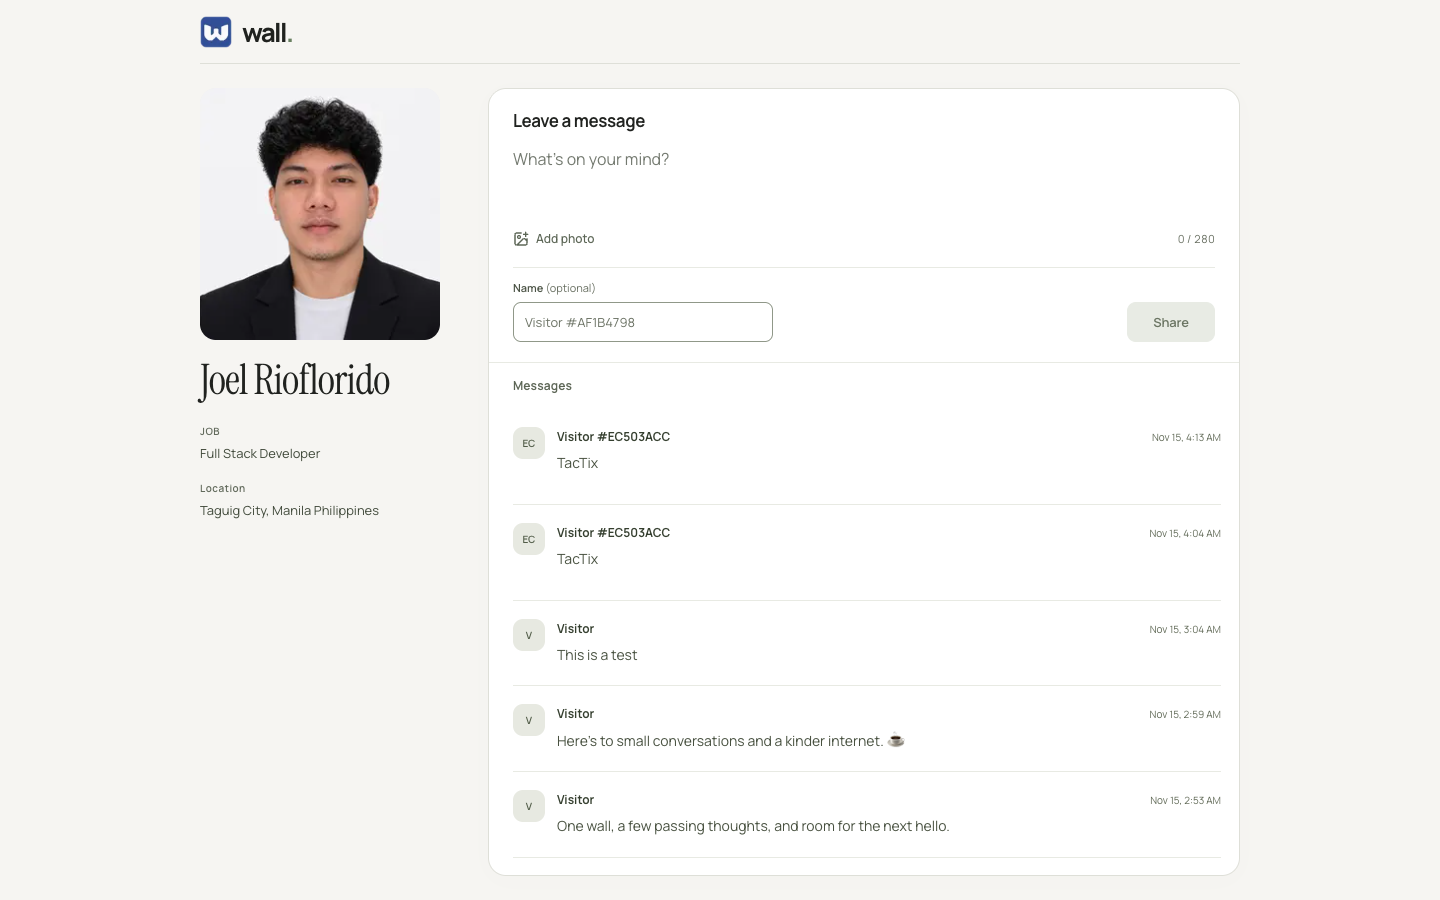 wall.
Joel Rioflorido
JOB
Full Stack Developer
Location
Taguig City, Manila Philippines
Leave a message
What's on your mind?
Add photo
0 / 280
Name (optional)
Visitor #AF1B4798
Share
Messages
EC
Visitor #EC503ACC
Nov 15, 4:13 AM
TacTix
EC
Visitor #EC503ACC
Nov 15, 4:04 AM
TacTix
V
Visitor
Nov 15, 3:04 AM
This is a test
V
Visitor
Nov 15, 2:59 AM
Here's to small conversations and a kinder internet. ☕
V
Visitor
Nov 15, 2:53 AM
One wall, a few passing thoughts, and room for the next hello.